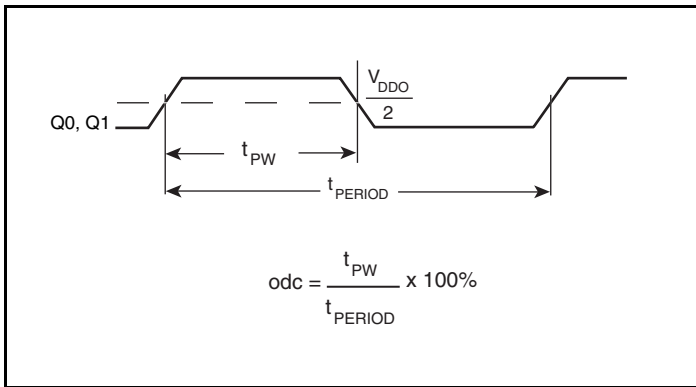 V_DDO
2
Q0, Q1
t_PW
t_PERIOD
odc = t_PW / t_PERIOD x 100%